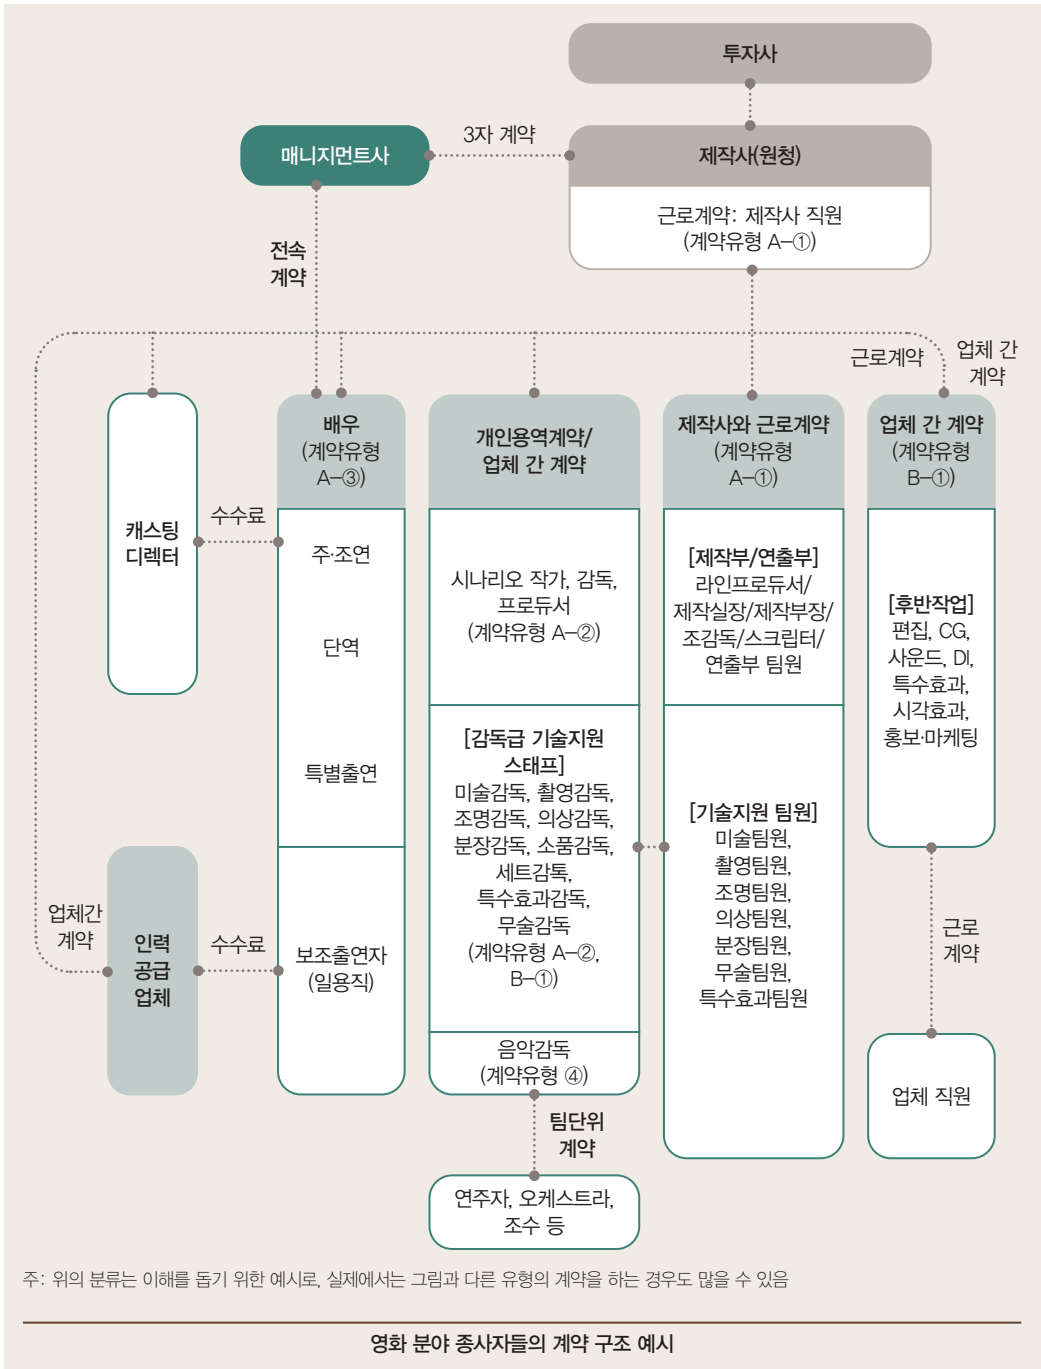 투자사
3자 계약
매니지먼트사
제작사(원청)
근로계약: 제작사 직원
(계약유형 A-①)
전속
계약
근로계약
업체 간
계약
캐스팅
디렉터
수수료
배우
(계약유형
A-③)
주·조연
단역
특별출연
보조출연자
(일용직)
업체간
계약
인력
공급
업체
수수료
개인용역계약/
업체 간 계약
시나리오 작가, 감독,
프로듀서
(계약유형 A-②)
[감독급 기술지원
스태프]
미술감독, 촬영감독,
조명감독, 의상감독,
분장감독, 소품감독,
세트감톡,
특수효과감독,
무술감독
(계약유형 A-②,
B-①)
음악감독
(계약유형 ④)
팀단위
계약
연주자, 오케스트라,
조수 등
제작사와 근로계약
(계약유형
A-①)
[제작부/연출부]
라인프로듀서/
제작실장/제작부장/
조감독/스크립터/
연출부 팀원
[기술지원 팀원]
미술팀원,
촬영팀원,
조명팀원,
의상팀원,
분장팀원,
무술팀원,
특수효과팀원
업체 간 계약
(계약유형
B-①)
[후반작업]
편집, CG,
사운드, DI,
특수효과,
시각효과,
홍보·마케팅
근로
계약
업체 직원
주: 위의 분류는 이해를 돕기 위한 예시로, 실제에서는 그림과 다른 유형의 계약을 하는 경우도 많을 수 있음
영화 분야 종사자들의 계약 구조 예시